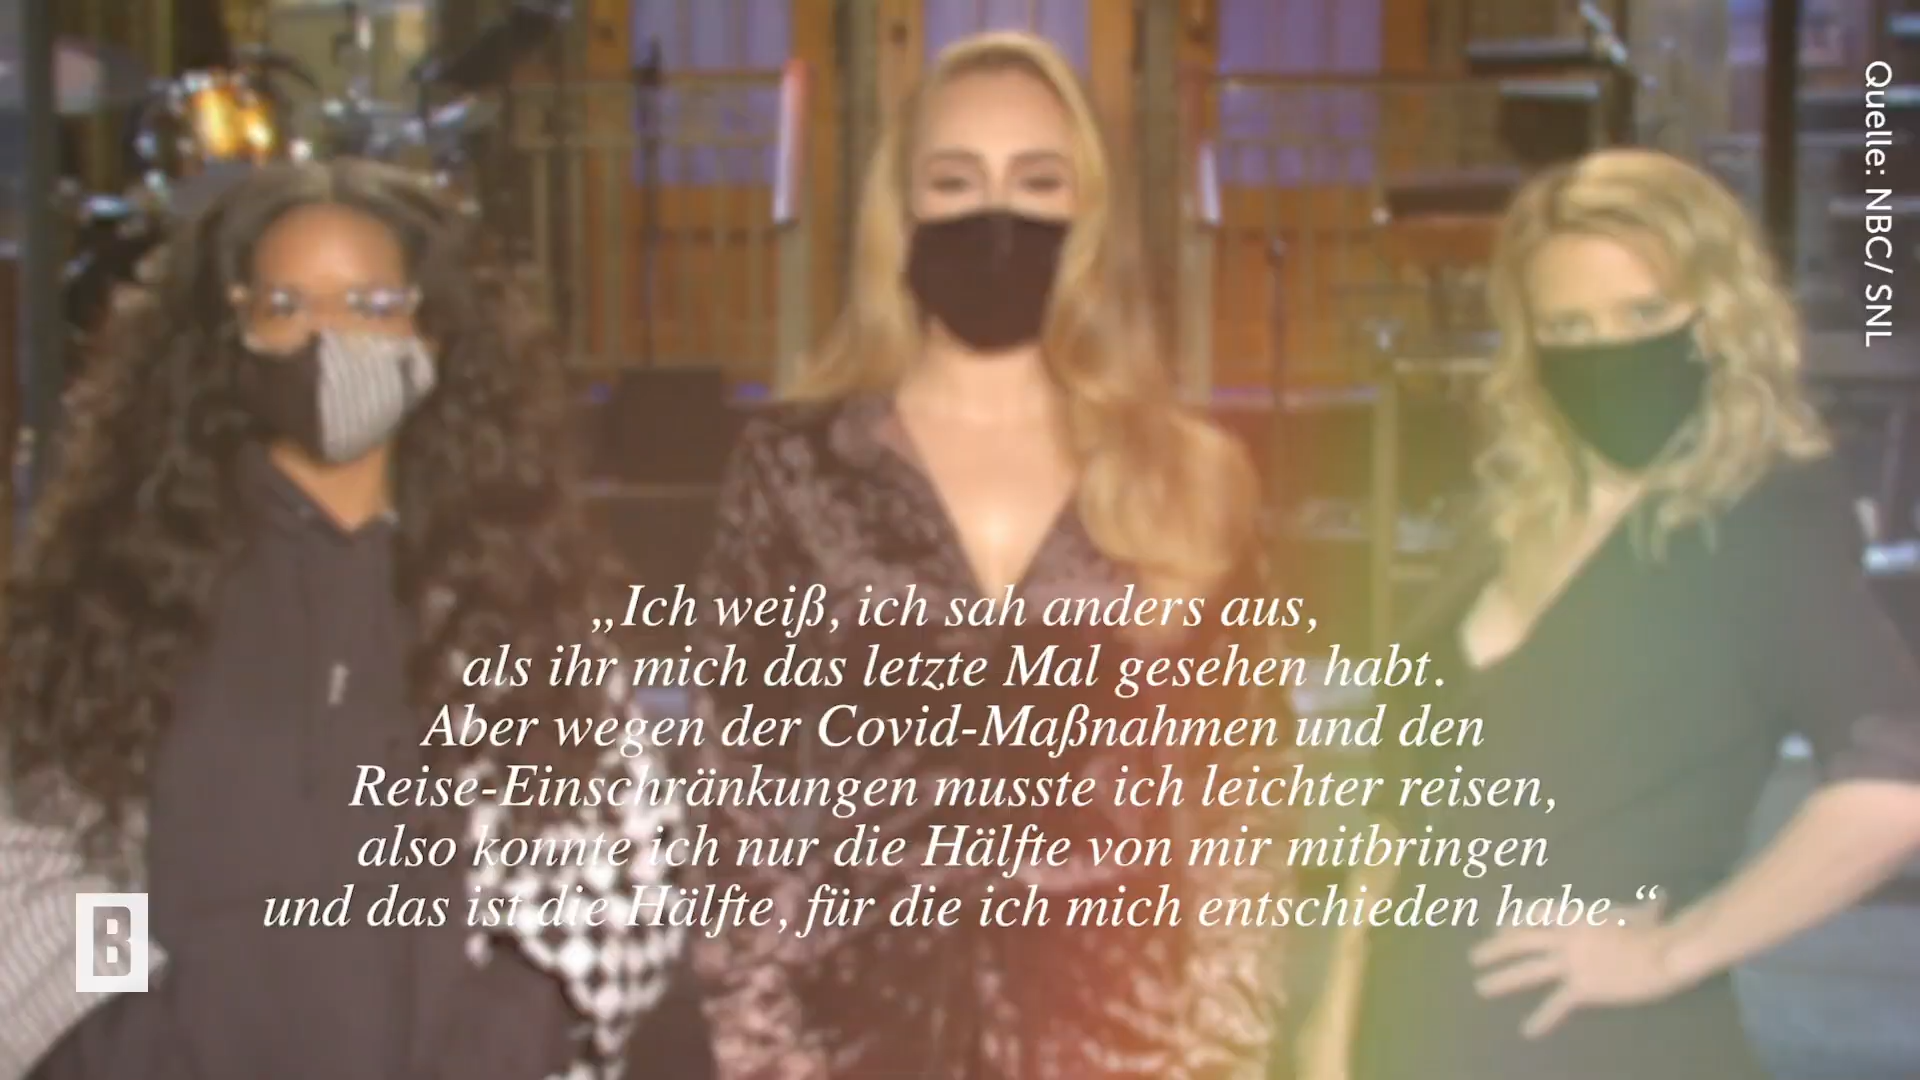 Quelle: NBC/ SNL
„Ich weiß, ich sah anders aus,
als ihr mich das letzte Mal gesehen habt.
Aber wegen der Covid-Maßnahmen und den
Reise-Einschränkungen musste ich leichter reisen,
also konnte ich nur die Hälfte von mir mitbringen
und das ist die Hälfte, für die ich mich entschieden habe.“
B